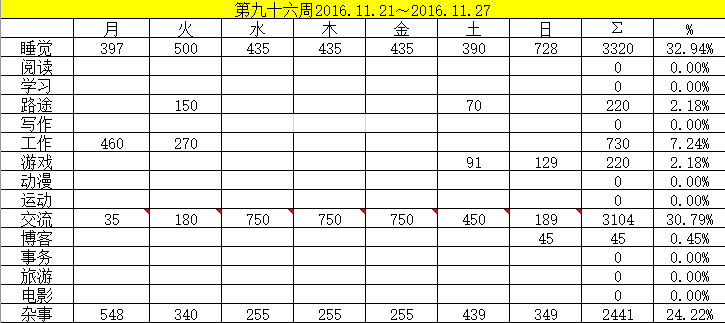 第九十六周2016.11.21～2016.11.27
月 火 水 木 金 土 日 Σ %
睡觉 397 500 435 435 435 390 728 3320 32.94%
阅读 0 0.00%
学习 0 0.00%
路途 150 70 220 2.18%
写作 0 0.00%
工作 460 270 730 7.24%
游戏 91 129 220 2.18%
动漫 0 0.00%
运动 0 0.00%
交流 35 180 750 750 750 450 189 3104 30.79%
博客 45 45 0.45%
事务 0 0.00%
旅游 0 0.00%
电影 0 0.00%
杂事 548 340 255 255 255 439 349 2441 24.22%